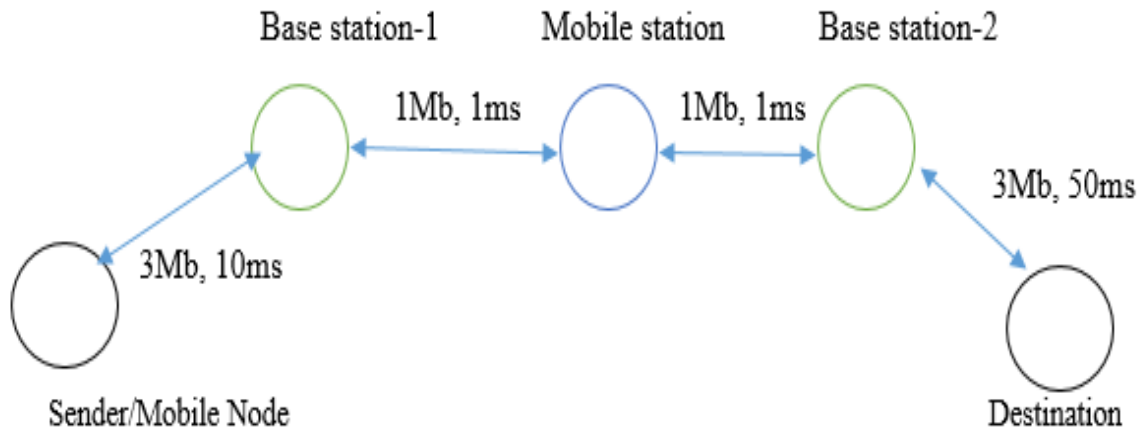 Base station-1
Mobile station
Base station-2
1Mb, 1ms
1Mb, 1ms
3Mb, 50ms
3Mb, 10ms
Sender/Mobile Node
Destination